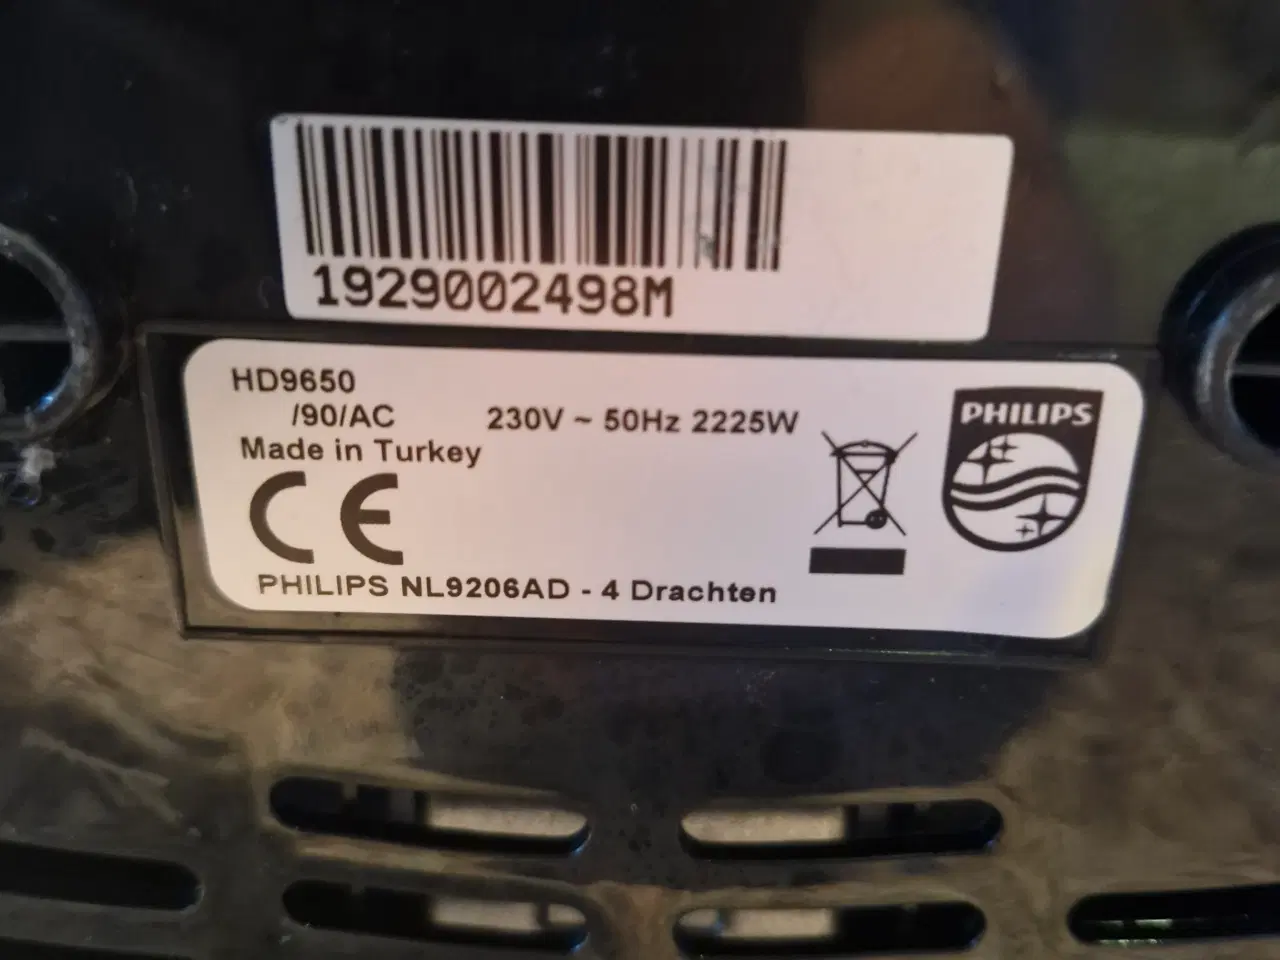 1929002498M
HD9650
/90/AC 230V ~ 50Hz 2225W
Made in Turkey
CE
PHILIPS
PHILIPS NL9206AD - 4 Drachten